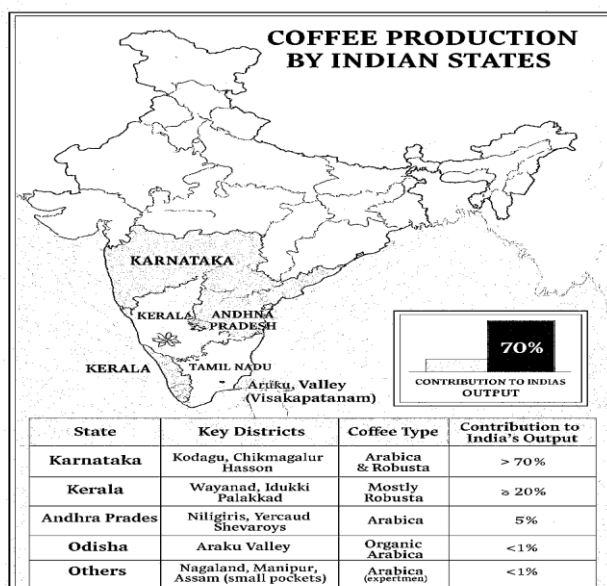 COFFEE PRODUCTION
BY INDIAN STATES
KARNATAKA
KERALA
ANDHNA
PRADESH
KERALA
TAMIL NADU
Aruku, Valley
(Visakapatanam)
70%
CONTRIBUTION TO INDIAS
OUTPUT
State Key Districts Coffee Type Contribution to
India's Output
Karnataka Kodagu, Chikmagalur
Hasson Arabica
& Robusta > 70%
Kerala Wayanad, Idukki
Palakkad Mostly
Robusta 20%
Andhra Prades Niligiris, Yercaud
Shevaroys Arabica 5%
Odisha Araku Valley Organic
Arabica <1%
Others Nagaland, Manipur,
Assam (small pockets) Arabica
(expertmen) <1%